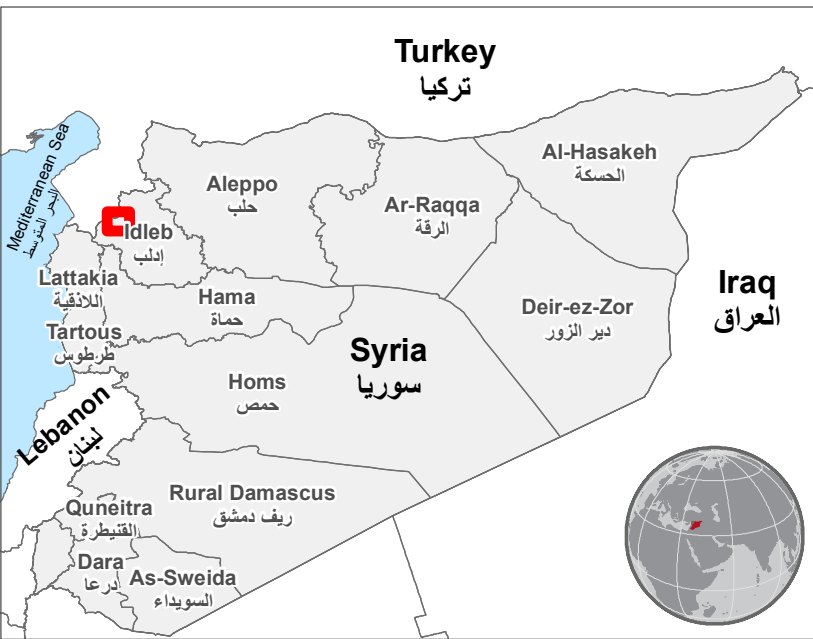 Turkey
تركيا
Mediterranean Sea
البحر المتوسط
Aleppo
حلب
Al-Hasakeh
الحسكة
Ar-Raqqa
الرقة
Idleb
إدلب
Lattakia
اللاذقية
Hama
حماة
Iraq
العراق
Deir-ez-Zor
دير الزور
Tartous
طرطوس
Syria
سوريا
Homs
حمص
Lebanon
لبنان
Rural Damascus
ريف دمشق
Quneitra
القنيطرة
Dara
درعا
As-Sweida
السويداء